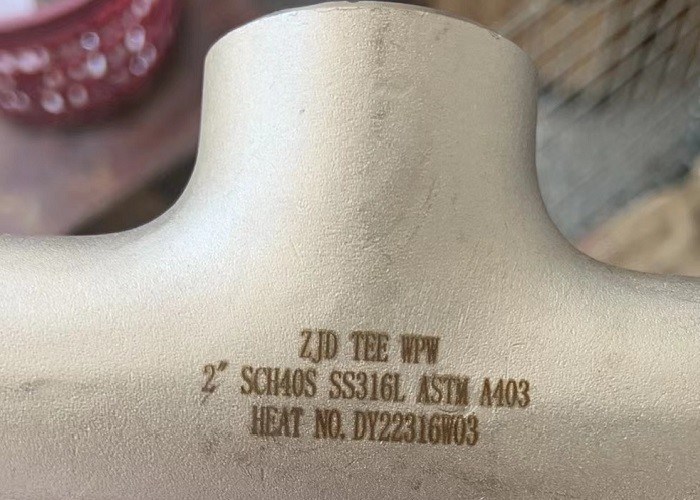 ZJD TEE WPW
2" SCH40S SS316L ASTM A403
HEAT NO. DY22316W03